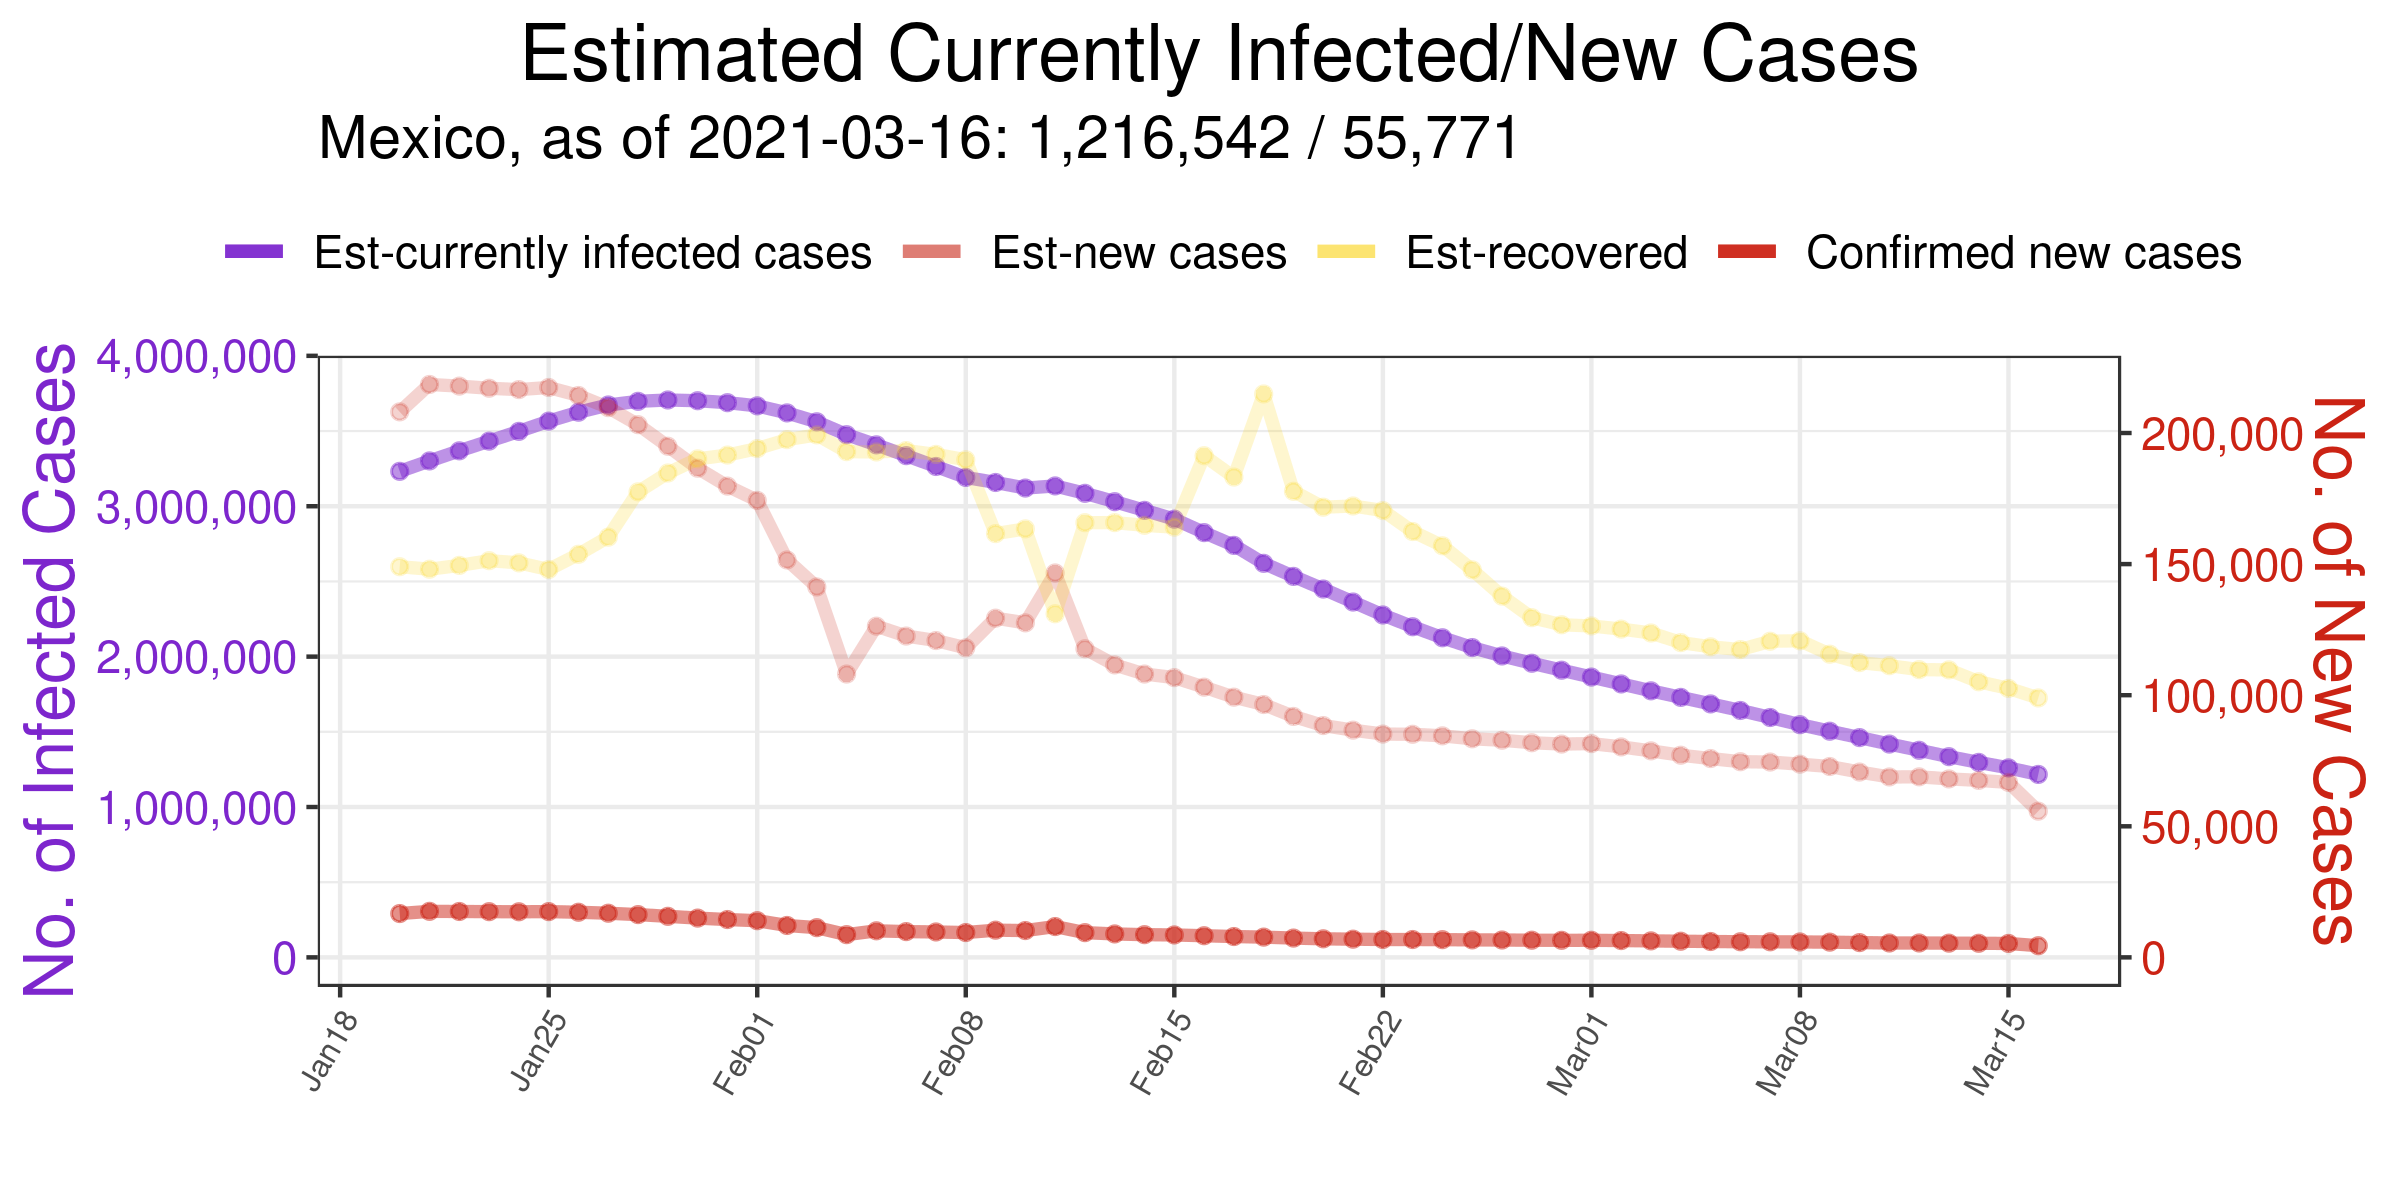 Estimated Currently Infected/New Cases
Mexico, as of 2021-03-16: 1,216,542 / 55,771
Est-currently infected cases Est-new cases Est-recovered Confirmed new cases
No. of Infected Cases
4,000,000
3,000,000
2,000,000
1,000,000
0
200,000
150,000
100,000
50,000
0
No. of New Cases
Jan18 Jan25 Feb01 Feb08 Feb15 Feb22 Mar01 Mar08 Mar15